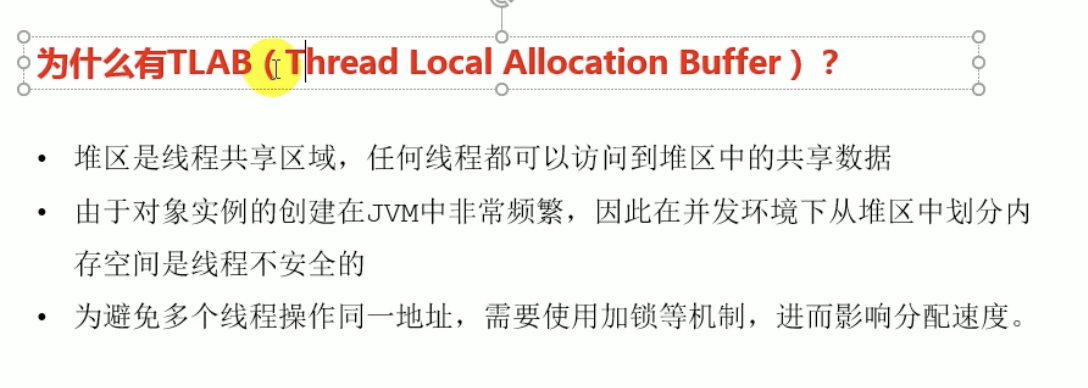 为什么有TLAB（Thread Local Allocation Buffer）？
• 堆区是线程共享区域，任何线程都可以访问到堆区中的共享数据
• 由于对象实例的创建在JVM中非常频繁，因此在并发环境下从堆区中划分内
存空间是线程不安全的
• 为避免多个线程操作同一地址，需要使用加锁等机制，进而影响分配速度。